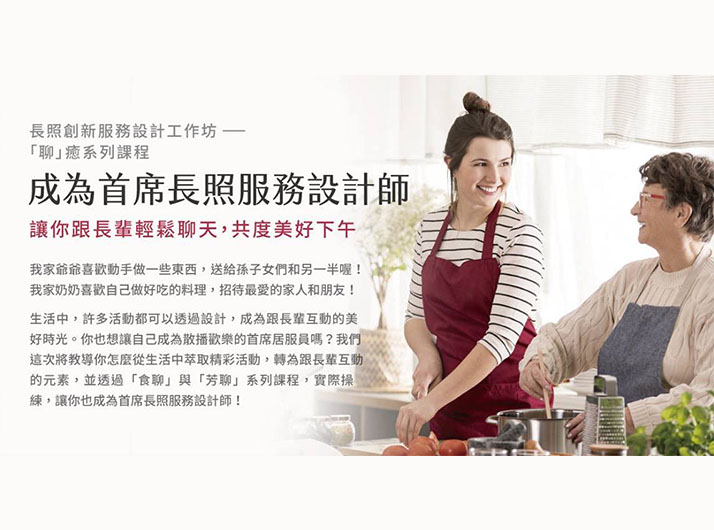 長照創新服務設計工作坊 ──
「聊」癒系列課程
成為首席長照服務設計師
讓你跟長輩輕鬆聊天，共度美好下午
我家爺爺喜歡動手做一些東西，送給孫子女們和另一半喔！
我家奶奶喜歡自己做好吃的料理，招待最愛的家人和朋友！
生活中，許多活動都可以透過設計，成為跟長輩互動的美
好時光。你也想讓自己成為散播歡樂的首席居服員嗎？我們
這次將教導你怎麼從生活中萃取精彩活動，轉為跟長輩互動
的元素，並透過「食聊」與「芳聊」系列課程，實際操
練，讓你也成為首席長照服務設計師！